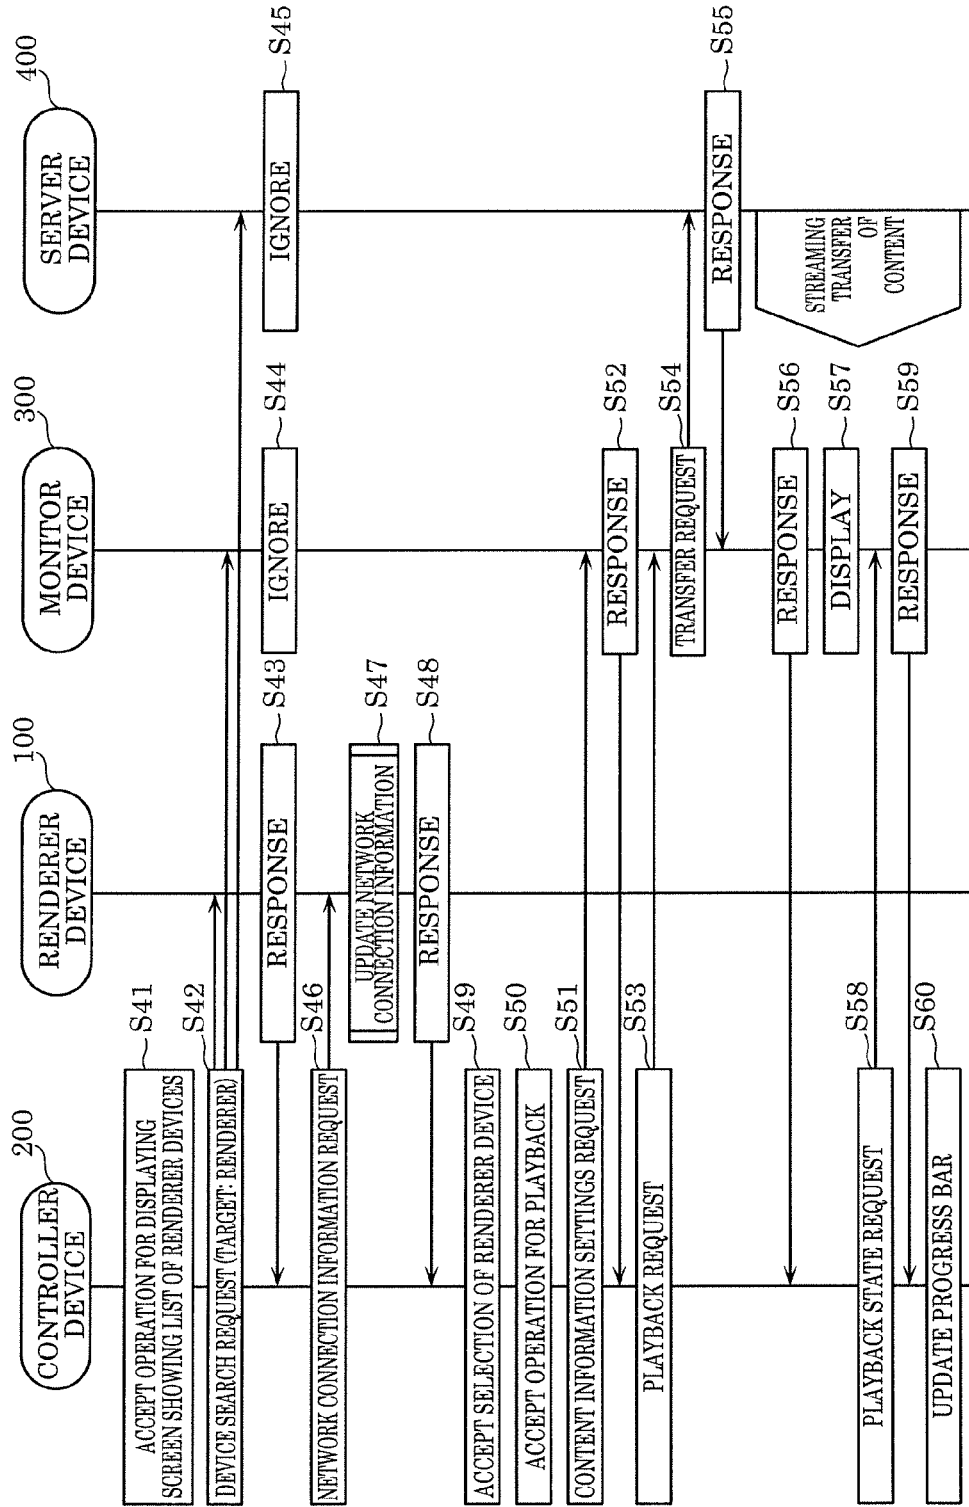 200
CONTROLLER
DEVICE
100
RENDERER
DEVICE
300
MONITOR
DEVICE
400
SERVER
DEVICE
S41
ACCEPT OPERATION FOR DISPLAYING
SCREEN SHOWING LIST OF RENDERER DEVICES
S42
DEVICE SEARCH REQUEST (TARGET: RENDERER)
RESPONSE
S43
IGNORE
S44
IGNORE
S45
S46
NETWORK CONNECTION INFORMATION REQUEST
S47
UPDATE NETWORK
CONNECTION INFORMATION
RESPONSE
S48
S49
ACCEPT SELECTION OF RENDERER DEVICE
S50
ACCEPT OPERATION FOR PLAYBACK
S51
CONTENT INFORMATION SETTINGS REQUEST
RESPONSE
S52
S53
PLAYBACK REQUEST
S54
TRANSFER REQUEST
RESPONSE
S55
RESPONSE
S56
STREAMING
TRANSFER
OF
CONTENT
DISPLAY
S57
S58
PLAYBACK STATE REQUEST
RESPONSE
S59
S60
UPDATE PROGRESS BAR